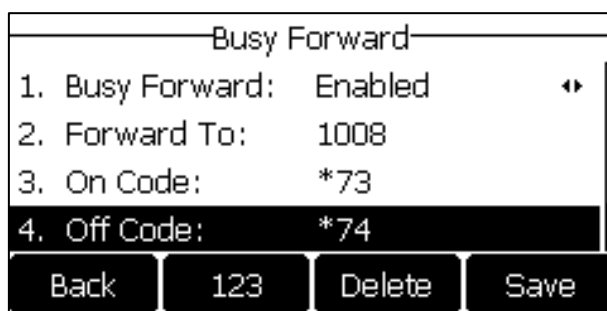 Busy Forward
1. Busy Forward: Enabled
2. Forward To: 1008
3. On Code: *73
4. Off Code: *74
Back 123 Delete Save